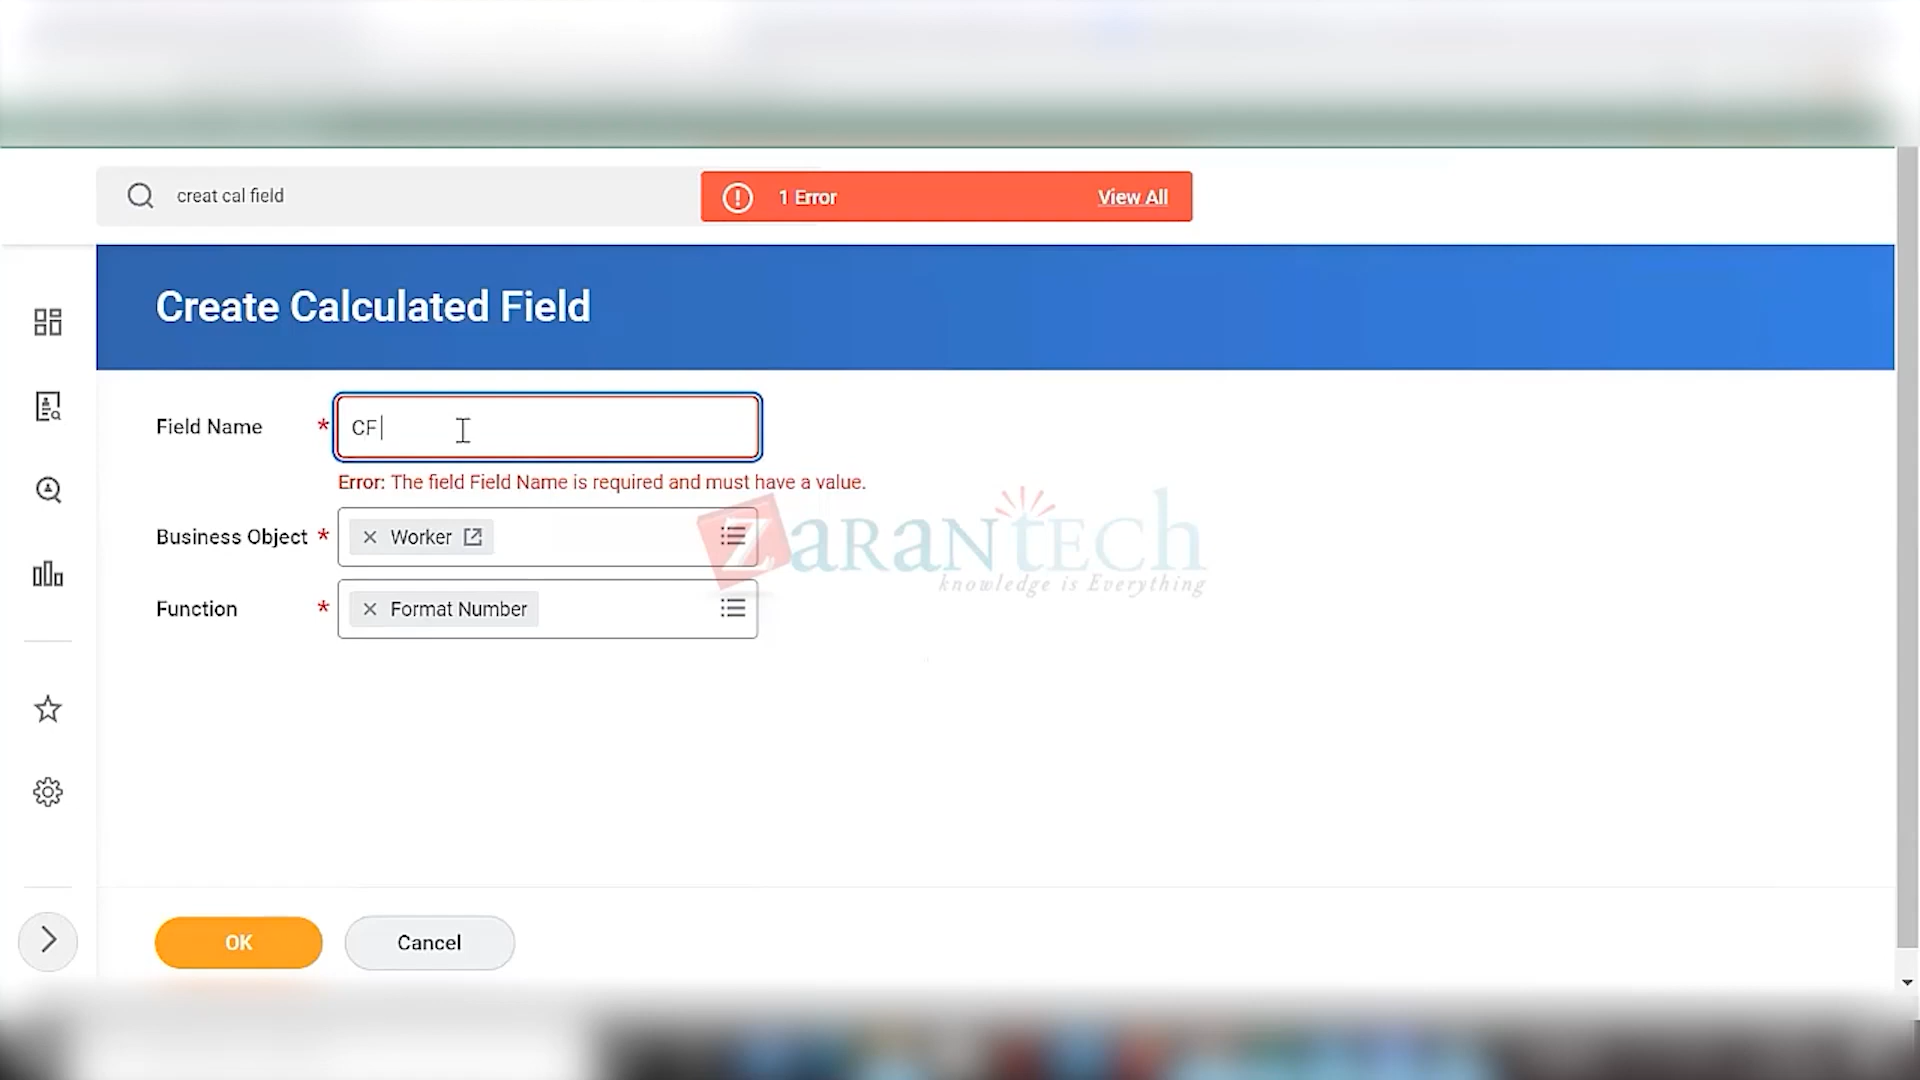 creat cal field
1 Error
View All
Create Calculated Field
Field Name *
CF
Error: The field Field Name is required and must have a value.
Business Object *
Worker
Function *
Format Number
ZARANTECH
knowledge is Everything
OK
Cancel